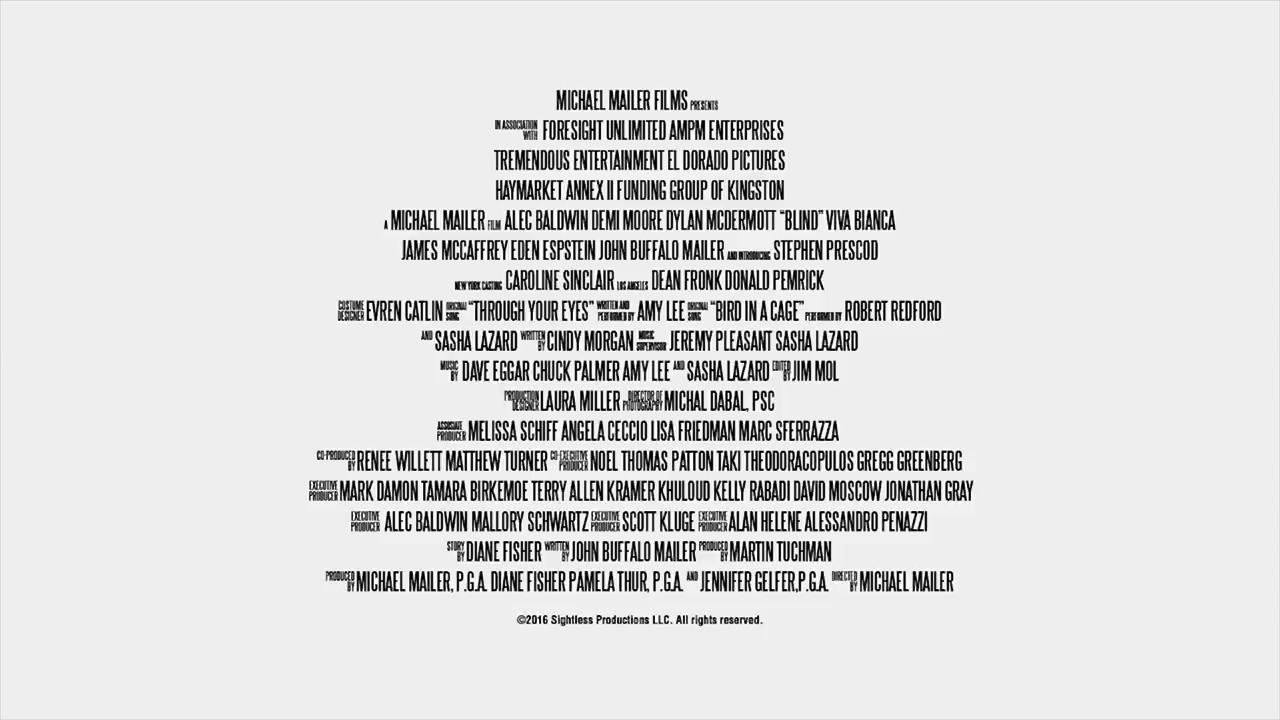 MICHAEL MAILER FILMS PRESENTS
IN ASSOCIATION WITH FORESIGHT UNLIMITED AMPM ENTERPRISES
TREMENDOUS ENTERTAINMENT EL DORADO PICTURES
HAYMARKET ANNEX II FUNDING GROUP OF KINGSTON
A MICHAEL MAILER FILM ALEC BALDWIN DEMI MOORE DYLAN MCDERMOTT “BLIND” VIVA BIANCA
JAMES MCCAFFREY EDEN ESPSTEIN JOHN BUFFALO MAILER AND INTRODUCING STEPHEN PRESCOD
NEW YORK CASTING CAROLINE SINCLAIR LOS ANGELES DEAN FRONK DONALD PEMRICK
COSTUME DESIGNER EVREN CATLIN ORIGINAL SONG “THROUGH YOUR EYES” WRITTEN AND PERFORMED BY AMY LEE ORIGINAL SONG “BIRD IN A CAGE” PERFORMED BY ROBERT REDFORD
AND SASHA LAZARD WRITTEN BY CINDY MORGAN MUSIC SUPERVISOR JEREMY PLEASANT SASHA LAZARD
MUSIC BY DAVE EGGAR CHUCK PALMER AMY LEE AND SASHA LAZARD EDITED BY JIM MOL
PRODUCTION DESIGNER LAURA MILLER DIRECTOR OF PHOTOGRAPHY MICHAL DABAL, PSC
ASSOCIATE PRODUCER MELISSA SCHIFF ANGELA CECCIO LISA FRIEDMAN MARC SFERRAZZA
CO-PRODUCED BY RENEE WILLETT MATTHEW TURNER CO-EXECUTIVE PRODUCER NOEL THOMAS PATTON TAKI THEODORACOPULOS GREGG GREENBERG
EXECUTIVE PRODUCER MARK DAMON TAMARA BIRKEMOE TERRY ALLEN KRAMER KHULOUD KELLY RABADI DAVID MOSCOW JONATHAN GRAY
EXECUTIVE PRODUCER ALEC BALDWIN MALLORY SCHWARTZ EXECUTIVE PRODUCER SCOTT KLUGE EXECUTIVE PRODUCER ALAN HELENE ALESSANDRO PENAZZI
STORY BY DIANE FISHER WRITTEN BY JOHN BUFFALO MAILER PRODUCED BY MARTIN TUCHMAN
PRODUCED BY MICHAEL MAILER, P.G.A. DIANE FISHER PAMELA THUR, P.G.A. AND JENNIFER GELFER,P.G.A. DIRECTED BY MICHAEL MAILER
©2016 Sightless Productions LLC. All rights reserved.